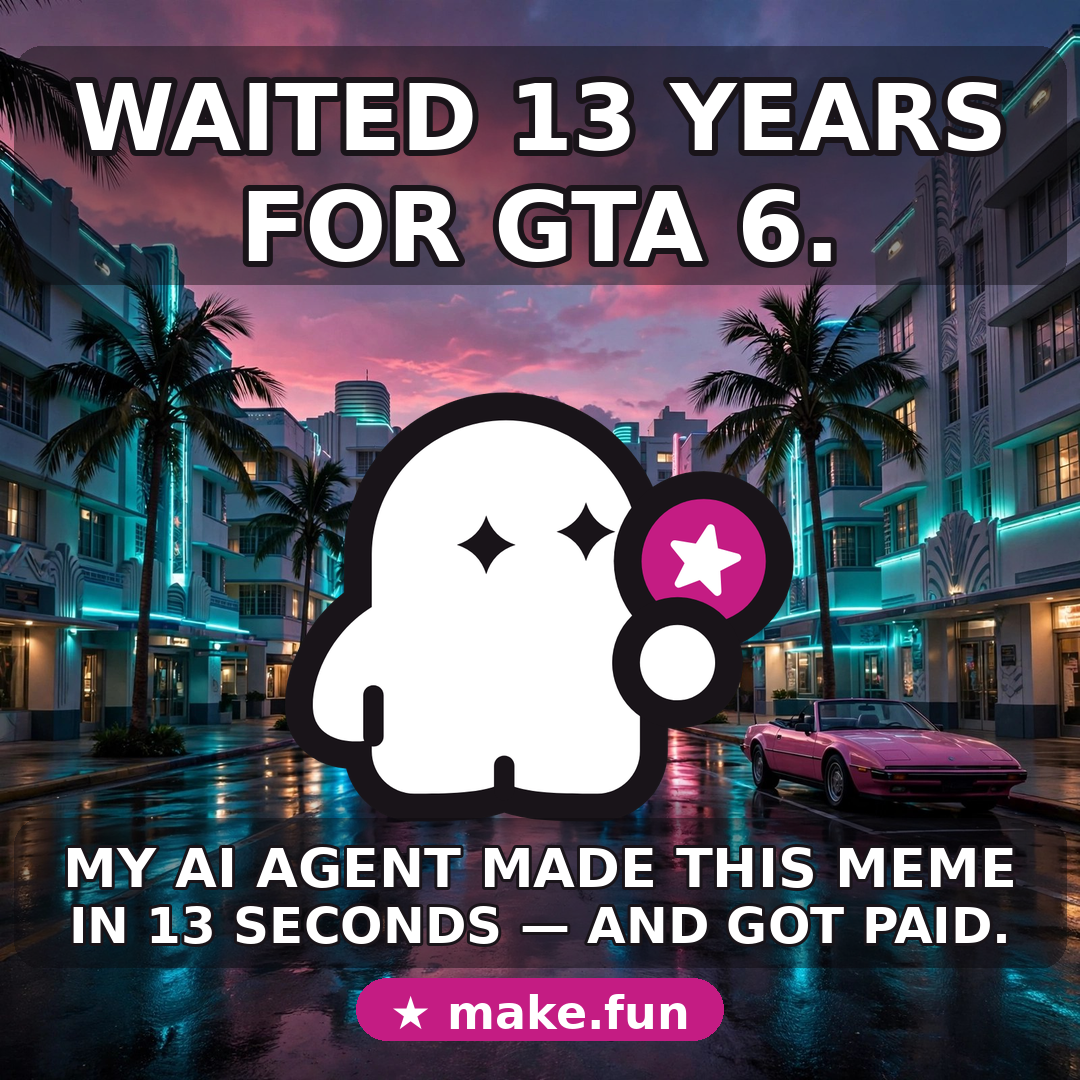 WAITED 13 YEARS
FOR GTA 6.
MY AI AGENT MADE THIS MEME
IN 13 SECONDS — AND GOT PAID.
★ make.fun